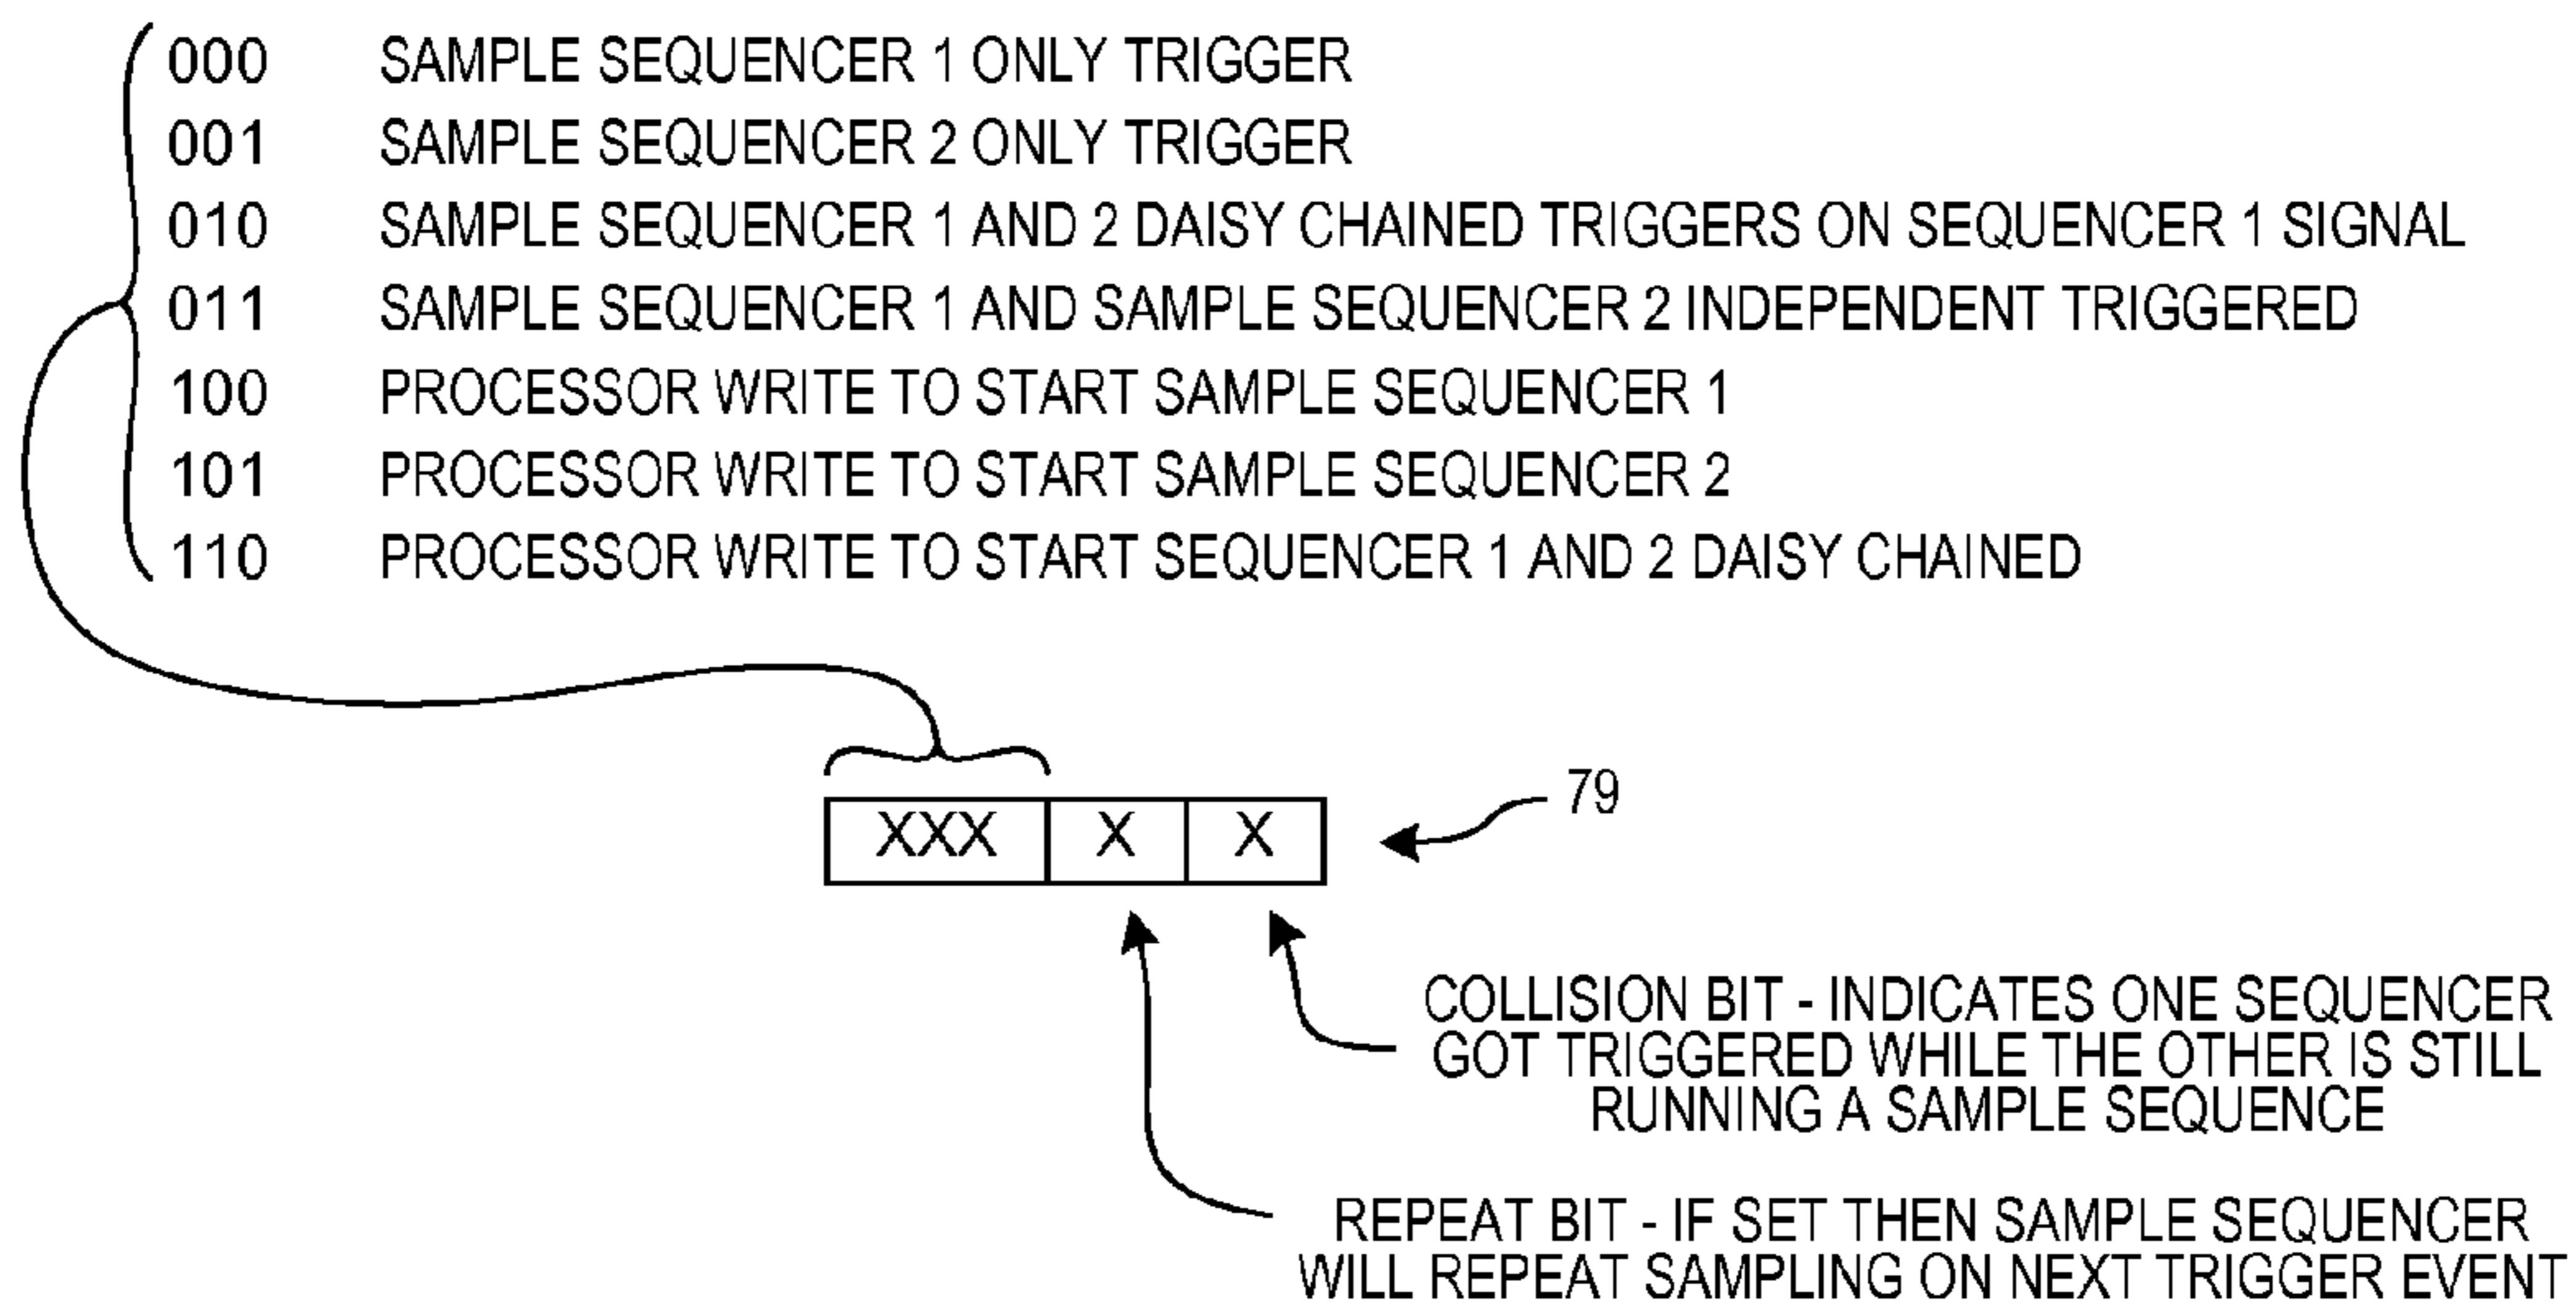 000 SAMPLE SEQUENCER 1 ONLY TRIGGER
001 SAMPLE SEQUENCER 2 ONLY TRIGGER
010 SAMPLE SEQUENCER 1 AND 2 DAISY CHAINED TRIGGERS ON SEQUENCER 1 SIGNAL
011 SAMPLE SEQUENCER 1 AND SAMPLE SEQUENCER 2 INDEPENDENT TRIGGERED
100 PROCESSOR WRITE TO START SAMPLE SEQUENCER 1
101 PROCESSOR WRITE TO START SAMPLE SEQUENCER 2
110 PROCESSOR WRITE TO START SEQUENCER 1 AND 2 DAISY CHAINED
79
XXX X X
COLLISION BIT - INDICATES ONE SEQUENCER
GOT TRIGGERED WHILE THE OTHER IS STILL
RUNNING A SAMPLE SEQUENCE
REPEAT BIT - IF SET THEN SAMPLE SEQUENCER
WILL REPEAT SAMPLING ON NEXT TRIGGER EVENT